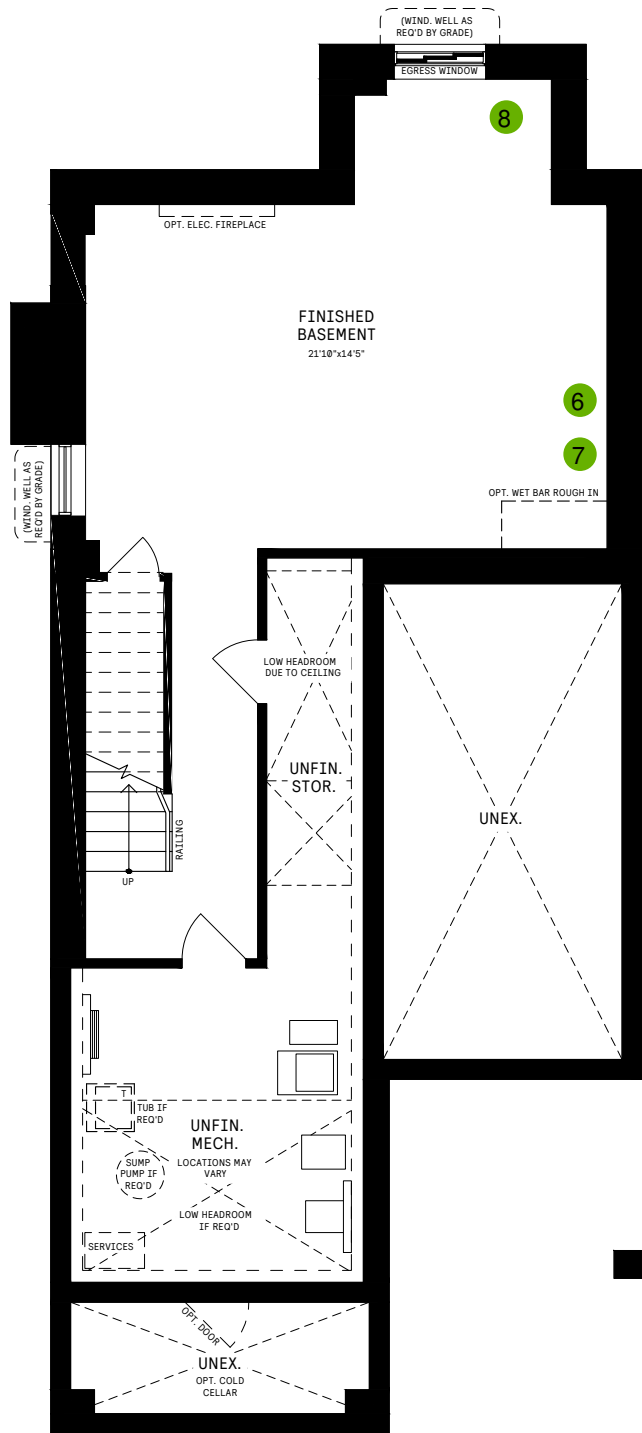 (WIND. WELL AS
REQ'D BY GRADE)
EGRESS WINDOW
8
OPT. ELEC. FIREPLACE
FINISHED
BASEMENT
21'10"x14'5"
6
7
(WIND. WELL AS
REQ'D BY GRADE)
OPT. WET BAR ROUGH IN
LOW HEADROOM
DUE TO CEILING
UNFIN.
STOR.
UNEX.
RAILING
UP
T
TUB IF
REQ'D
UNFIN.
MECH.
LOCATIONS MAY
VARY
SUMP
PUMP IF
REQ'D
LOW HEADROOM
IF REQ'D
SERVICES
OPT. DOOR
UNEX.
OPT. COLD
CELLAR